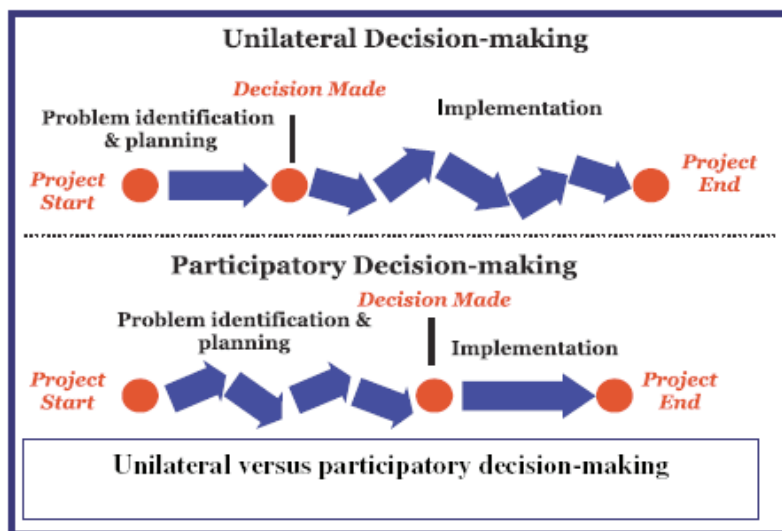 Unilateral Decision-making
Decision Made
Implementation
Problem identification
& planning
Project
Start
Project
End
Participatory Decision-making
Decision Made
Problem identification &
planning
Implementation
Project
Start
Project
End
Unilateral versus participatory decision-making